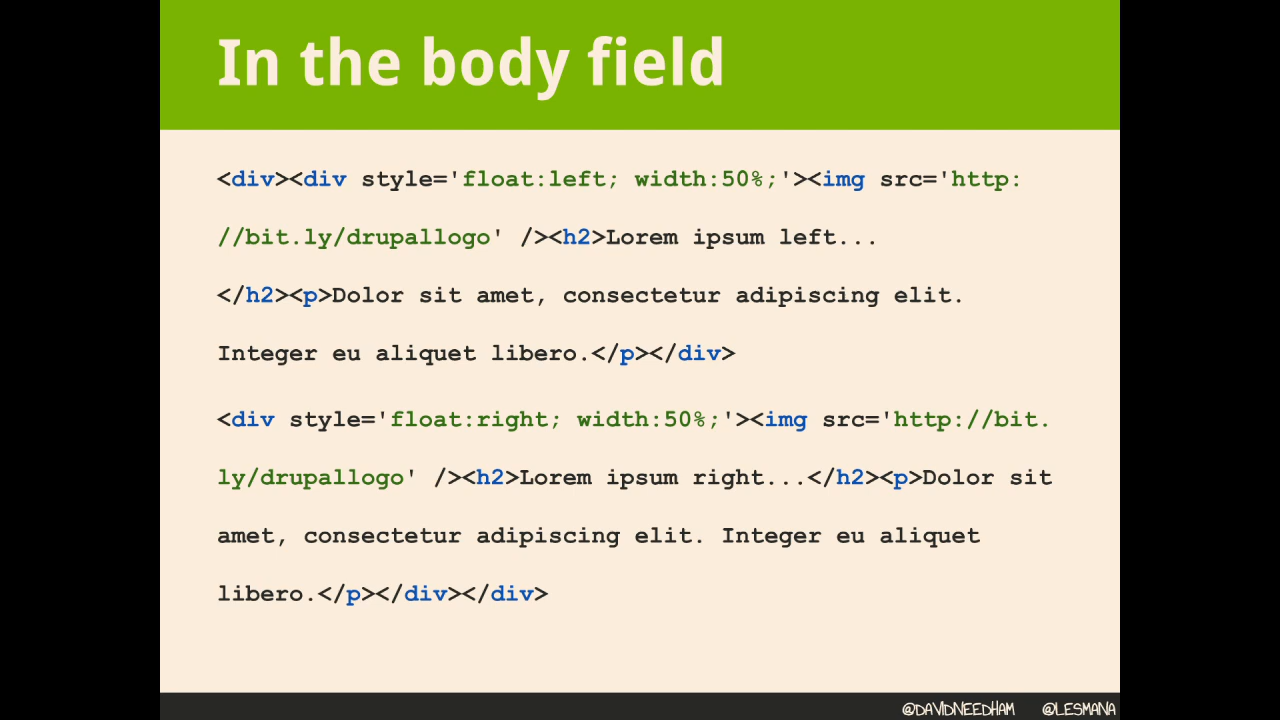 In the body field
<div><div style='float:left; width:50%;'><img src='http:
//bit.ly/drupallogo' /><h2>Lorem ipsum left...
</h2><p>Dolor sit amet, consectetur adipiscing elit.
Integer eu aliquet libero.</p></div>
<div style='float:right; width:50%;'><img src='http://bit.
ly/drupallogo' /><h2>Lorem ipsum right...</h2><p>Dolor sit
amet, consectetur adipiscing elit. Integer eu aliquet
libero.</p></div></div>
@DAVIDNEEDHAM @LESMANA